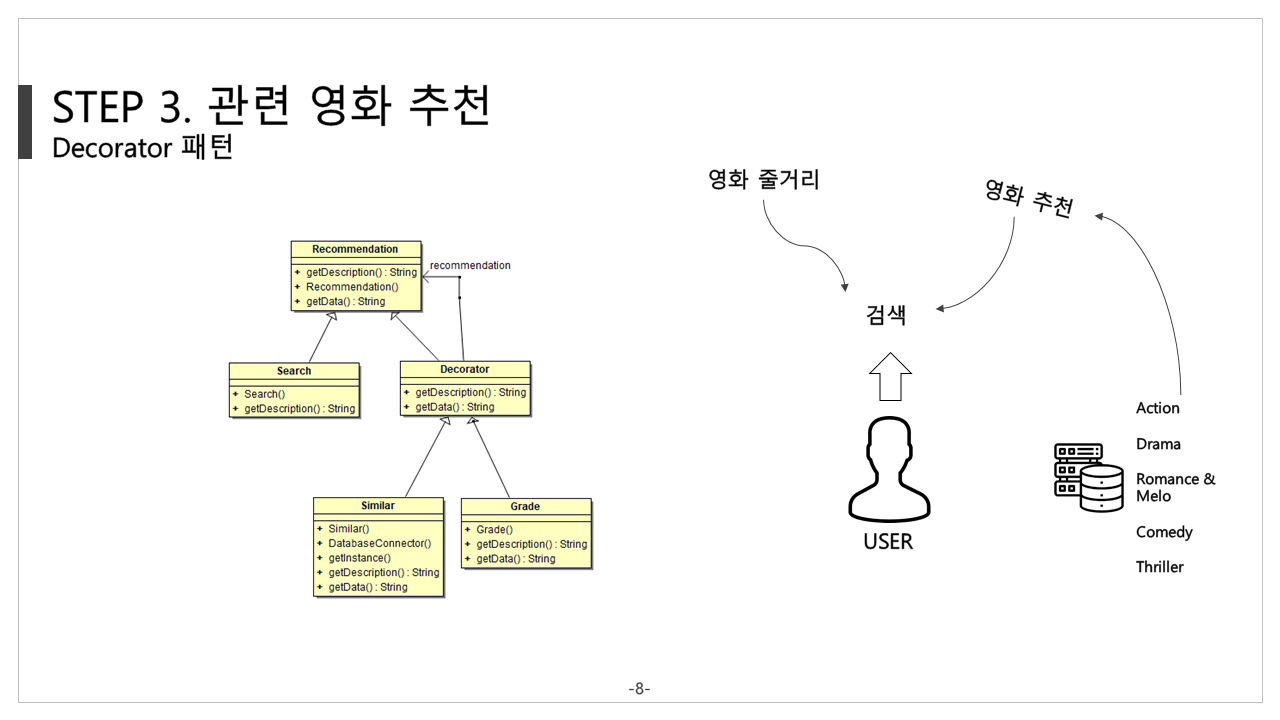 STEP 3. 관련 영화 추천
Decorator 패턴
Recommendation
+ getDescription() : String
+ Recommendation()
+ getData() : String
recommendation
Search
+ Search()
+ getDescription() : String
Decorator
+ getDescription() : String
+ getData() : String
Similar
+ Similar()
+ DatabaseConnector()
+ getInstance()
+ getDescription() : String
+ getData() : String
Grade
+ Grade()
+ getDescription() : String
+ getData() : String
영화 줄거리
영화 추천
검색
USER
Action
Drama
Romance &
Melo
Comedy
Thriller
-8-